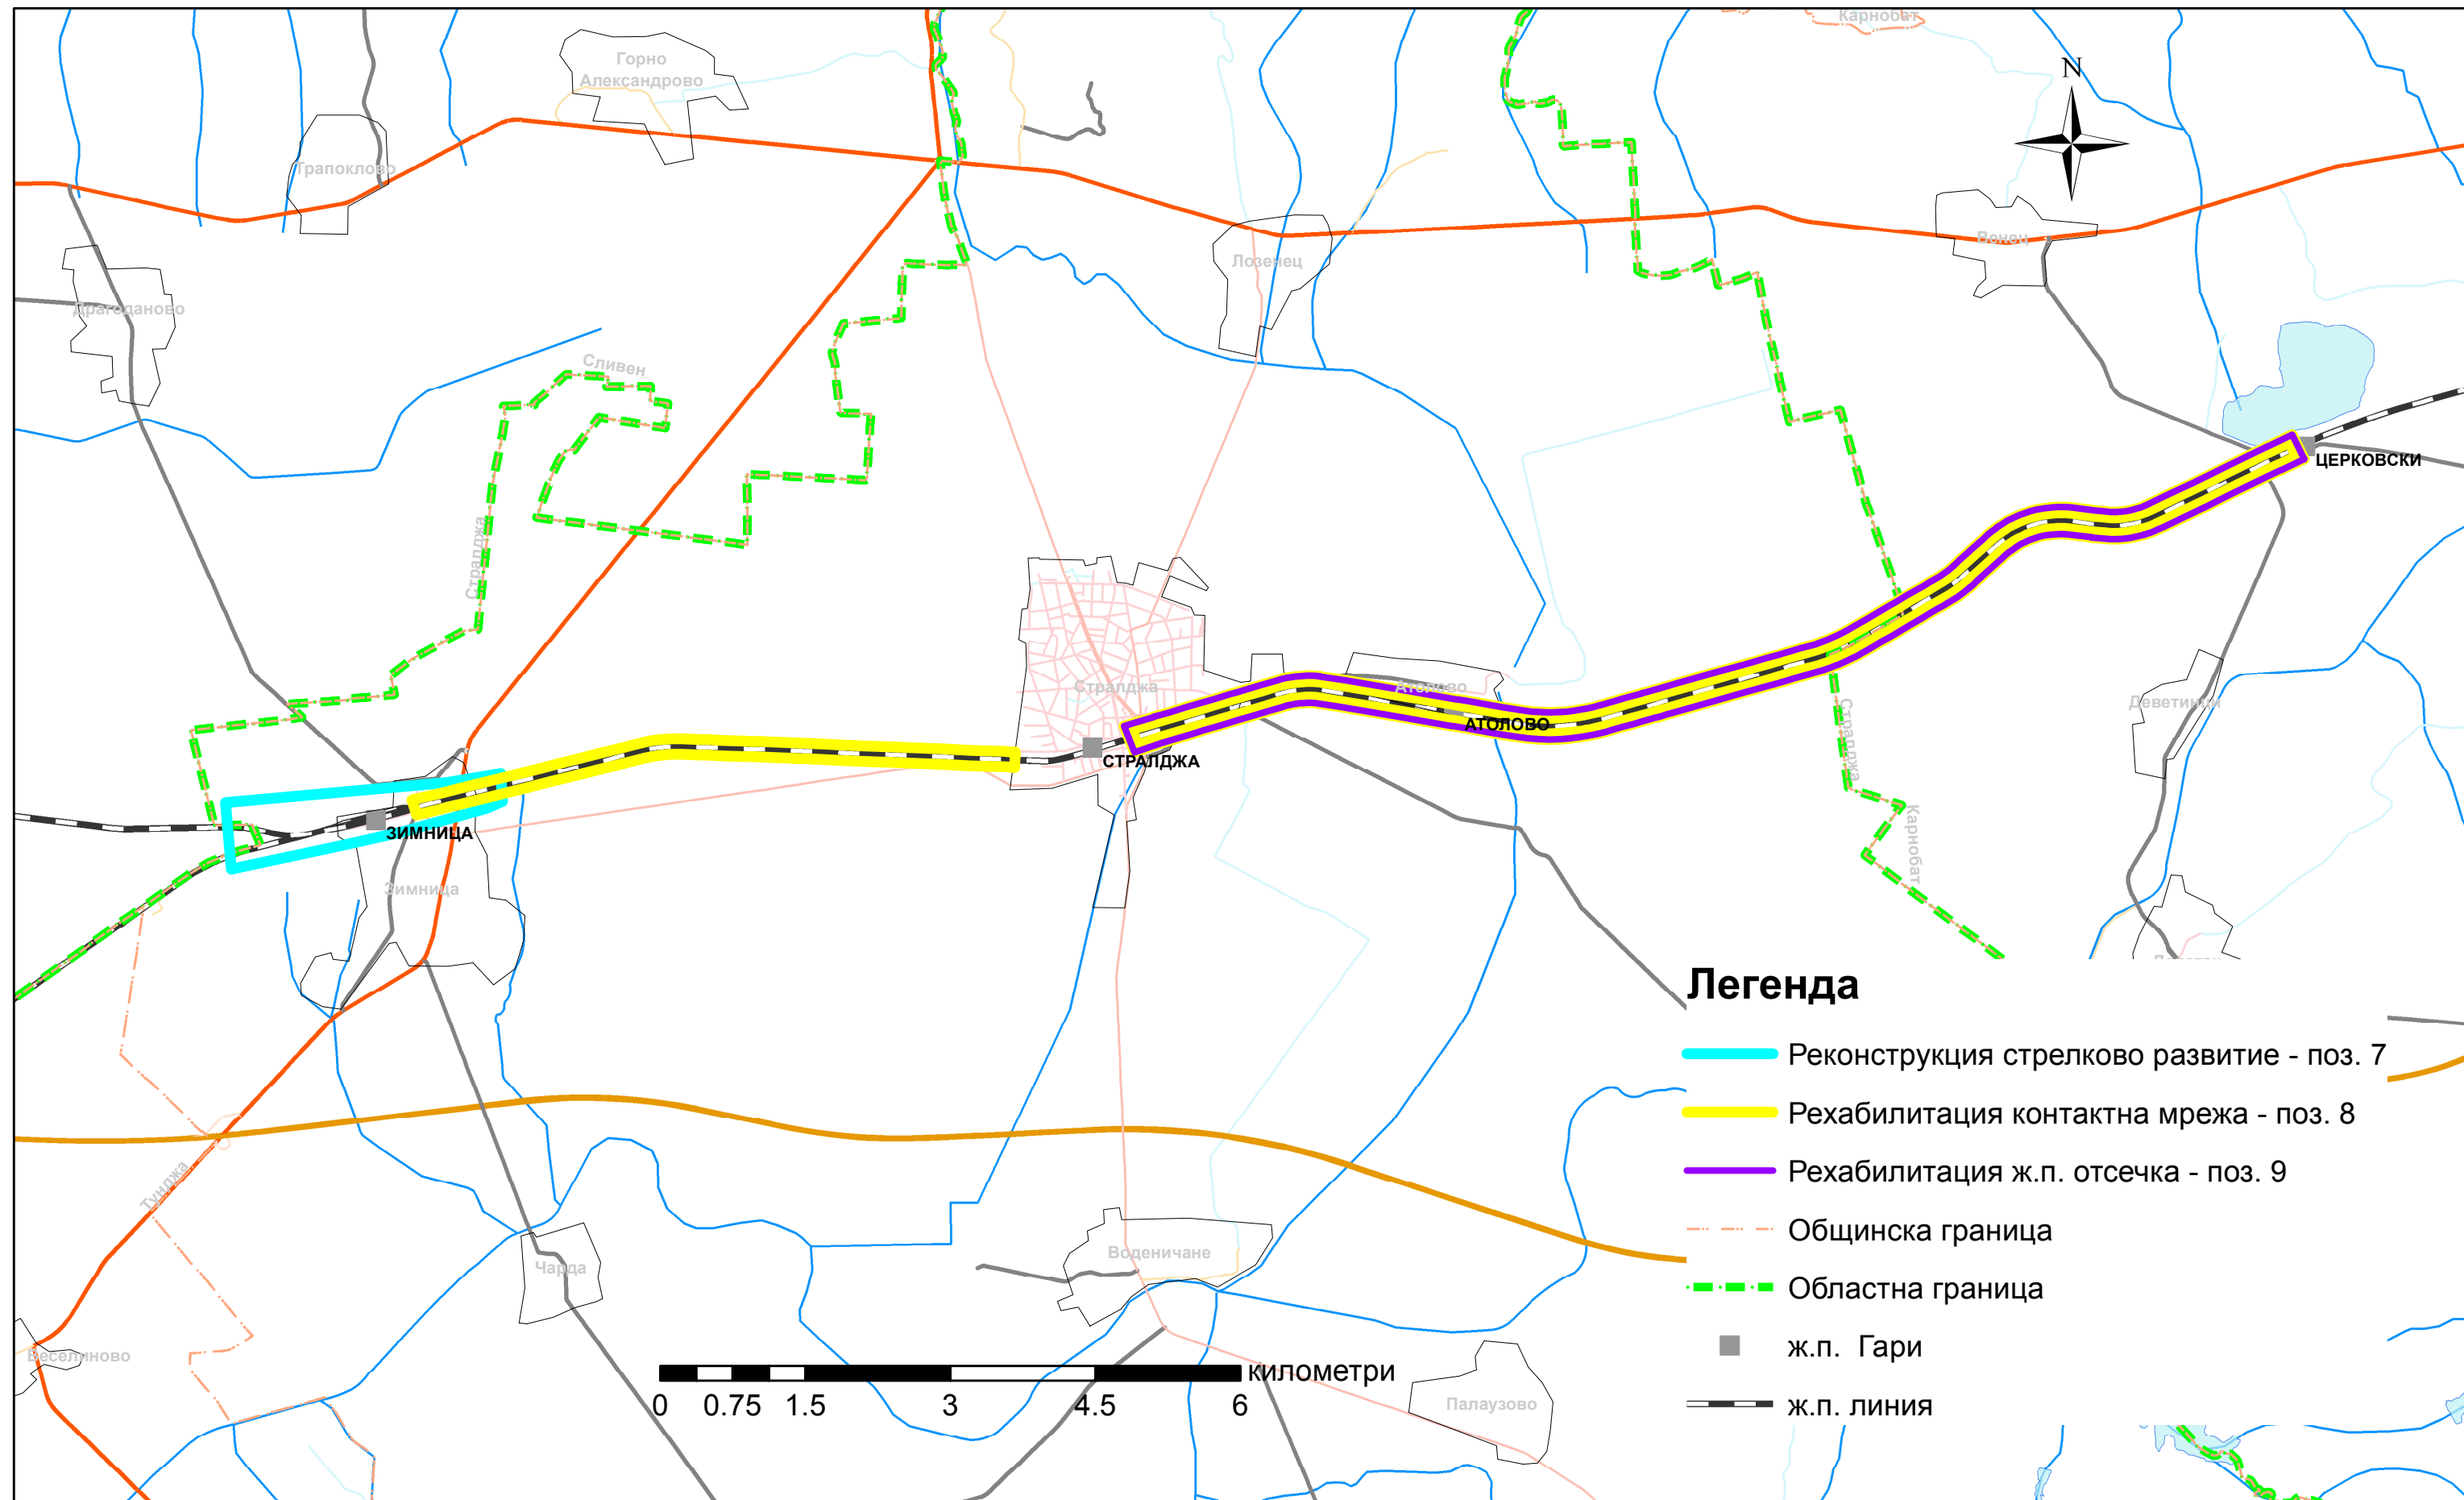 Карнобат
Горно
Александрово
N
Трапоклово
Венец
Лозенец
Драгоданово
Сливен
ЦЕРКОВСКИ
Стралджа
Стралджа
Атолово
АТОЛОВО
Деветинци
Стралджа
СТРАЛДЖА
Карнобат
ЗИМНИЦА
Зимница
Легенда
Реконструкция стрелково развитие - поз. 7
Рехабилитация контактна мрежа - поз. 8
Рехабилитация ж.п. отсечка - поз. 9
Общинска граница
Областна граница
ж.п. Гари
ж.п. линия
Тунджа
Воденичане
Чарда
Веселиново
километри
0 0.75 1.5 3 4.5 6
Палаузово